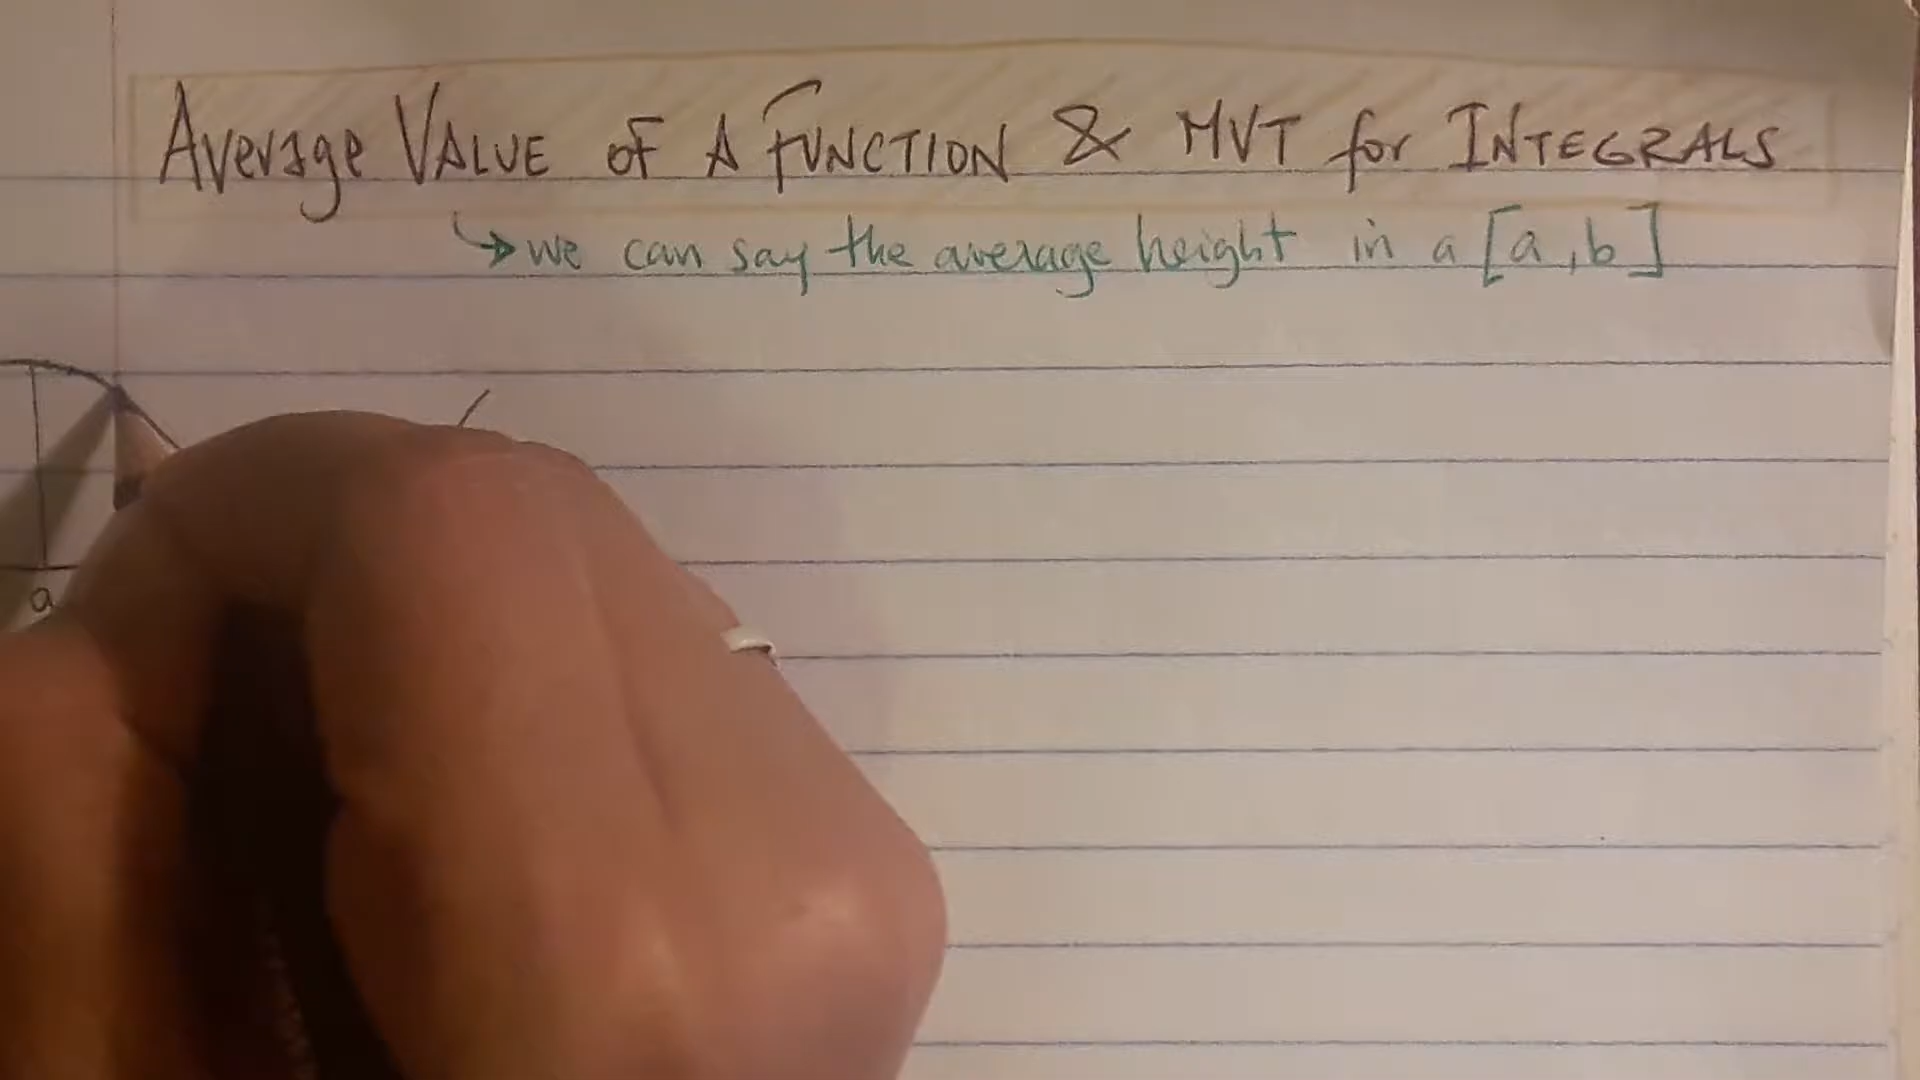 Average VALUE oF A FUNCTION & MVT for INTEGRALS
↳ we can say the average height in a [a,b]
a